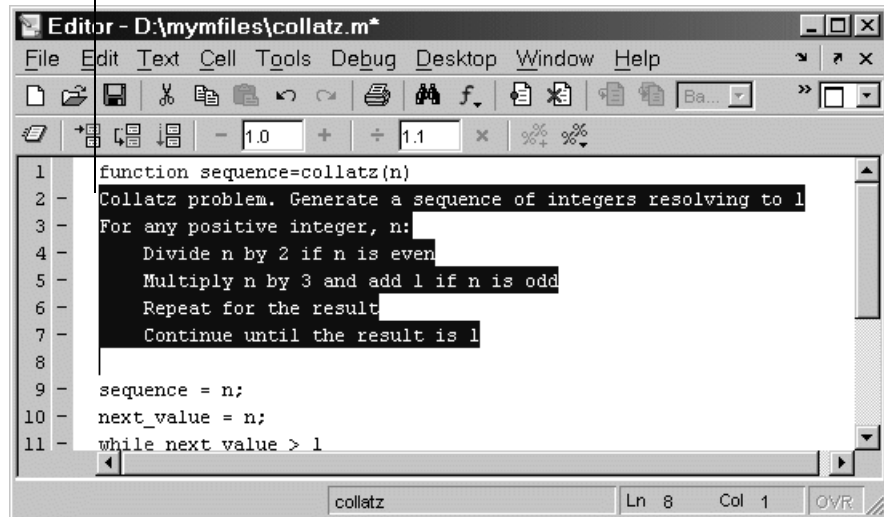 Editor - D:\mymfiles\collatz.m*
File Edit Text Cell Tools Debug Desktop Window Help
Ba...
1.0 1.1
1 function sequence=collatz(n)
2 - Collatz problem. Generate a sequence of integers resolving to 1
3 - For any positive integer, n:
4 - Divide n by 2 if n is even
5 - Multiply n by 3 and add 1 if n is odd
6 - Repeat for the result
7 - Continue until the result is 1
8
9 - sequence = n;
10 - next_value = n;
11 - while next_value > 1
collatz Ln 8 Col 1 OVR